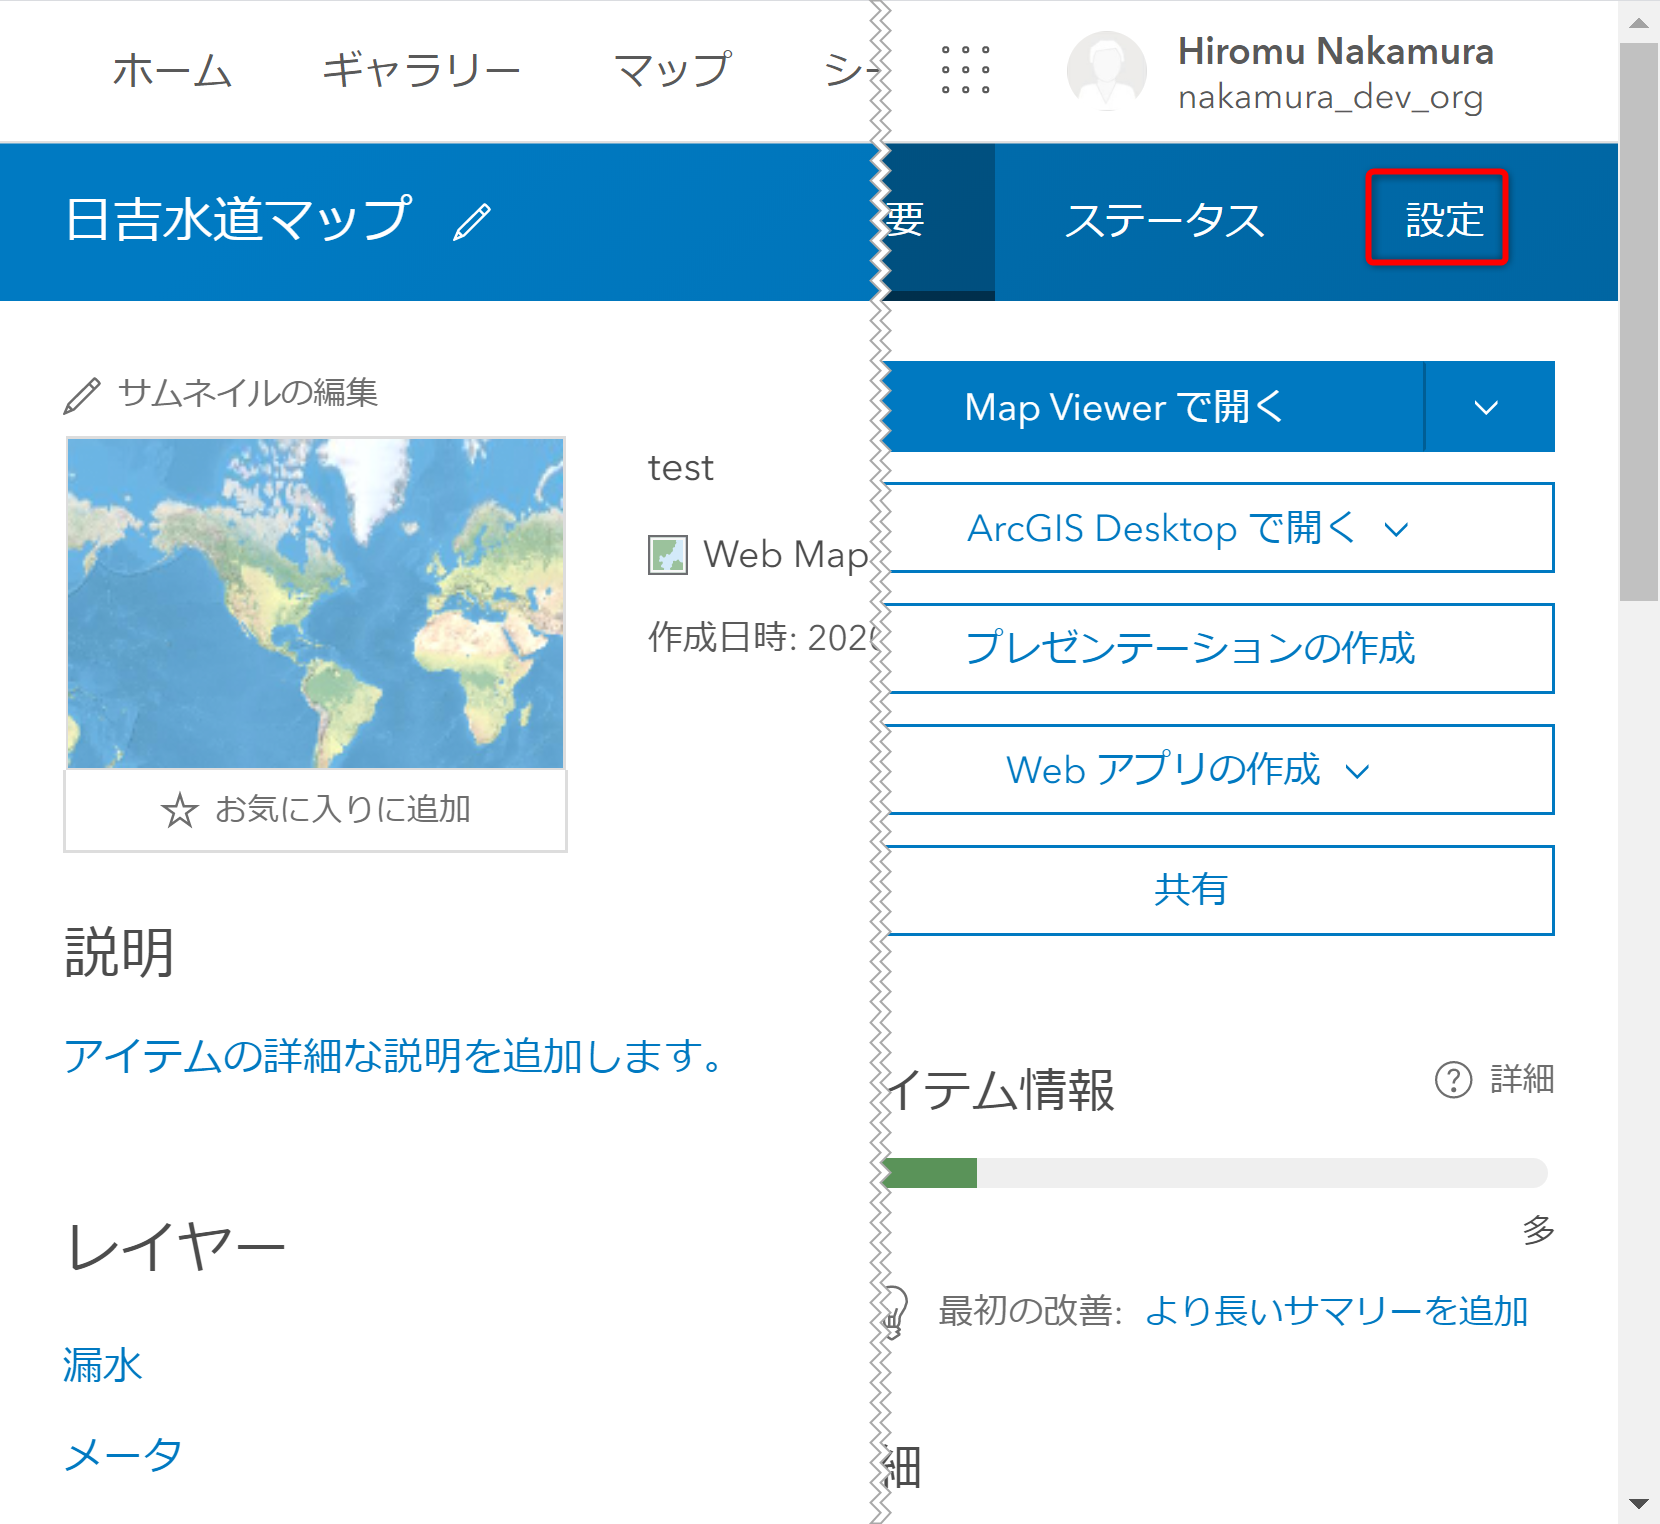 ホーム ギャラリー マップ シー
Hiromu Nakamura
nakamura_dev_org
日吉水道マップ
要 ステータス 設定
サムネイルの編集
test
Web Map
作成日時: 202
お気に入りに追加
説明
アイテムの詳細な説明を追加します。
レイヤー
漏水
メータ
Map Viewer で開く
ArcGIS Desktop で開く
プレゼンテーションの作成
Web アプリの作成
共有
イテム情報
詳細
多
最初の改善: より長いサマリーを追加
細